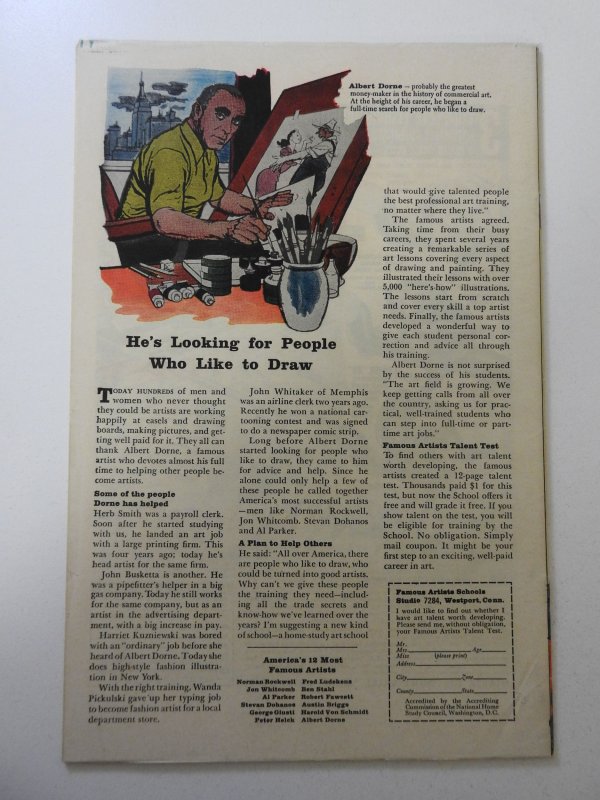 Albert Dorne – probably the greatest
money-maker in the history of commercial art.
At the height of his career, he began a
full-time search for people who like to draw.
He's Looking for People
Who Like to Draw
TODAY HUNDREDS of men and
women who never thought
they could be artists are working
happily at easels and drawing
boards, making pictures, and get-
ting well paid for it. They all can
thank Albert Dorne, a famous
artist who devotes almost his full
time to helping other people be-
come artists.
Some of the people
Dorne has helped
Herb Smith was a payroll clerk.
Soon after he started studying
with us, he landed an art job
with a large printing firm. This
was four years ago; today he's
head artist for the same firm.
John Busketta is another. He
was a pipefitter's helper in a big
gas company. Today he still works
for the same company, but as an
artist in the advertising depart-
ment, with a big increase in pay.
Harriet Kuzniewski was bored
with an "ordinary" job before she
heard of Albert Dorne. Today she
does high-style fashion illustra-
tion in New York.
With the right training, Wanda
Pickulski gave up her typing job
to become fashion artist for a local
department store.
John Whitaker of Memphis
was an airline clerk two years ago.
Recently he won a national car-
tooning contest and was signed
to do a newspaper comic strip.
Long before Albert Dorne
started looking for people who
like to draw, they came to him
for advice and help. Since he
alone could only help a few of
these people he called together
America's most successful artists
—men like Norman Rockwell,
Jon Whitcomb, Stevan Dohanos
and Al Parker.
A Plan to Help Others
He said: "All over America, there
are people who like to draw, who
could be turned into good artists.
Why can't we give these people
the training they need—includ-
ing all the trade secrets and
know-how we've learned over the
years? I'm suggesting a new kind
of school—a home-study art school
that would give talented people
the best professional art training,
no matter where they live."
The famous artists agreed.
Taking time from their busy
careers, they spent several years
creating a remarkable series of
art lessons covering every aspect
of drawing and painting. They
illustrated their lessons with over
5,000 "here's-how" illustrations.
The lessons start from scratch
and cover every skill a top artist
needs. Finally, the famous artists
developed a wonderful way to
give each student personal cor-
rection and advice all through
his training.
Albert Dorne is not surprised
by the success of his students.
"The art field is growing. We
keep getting calls from all over
the country, asking us for prac-
tical, well-trained students who
can step into full-time or part-
time art jobs."
Famous Artists Talent Test
To find others with art talent
worth developing, the famous
artists created a 12-page talent
test. Thousands paid $1 for this
test, but now the School offers it
free and will grade it free. If you
show talent on the test, you will
be eligible for training by the
School. No obligation. Simply
mail coupon. It might be your
first step to an exciting, well-paid
career in art.
America's 12 Most
Famous Artists
Norman Rockwell Fred Ludekens
Jon Whitcomb Ben Stahl
Al Parker Robert Fawcett
Stevan Dohanos Austin Briggs
George Giusti Harold Von Schmidt
Peter Helck Albert Dorne
Famous Artists Schools
Studio 7284, Westport, Conn.
I would like to find out whether I
have art talent worth developing.
Please send me, without obligation,
your Famous Artists Talent Test.
Mr.
Mrs. Age
Miss (please print)
Address
City Zone
County State
Accredited by the Accrediting
Commission of the National Home
Study Council, Washington, D.C.